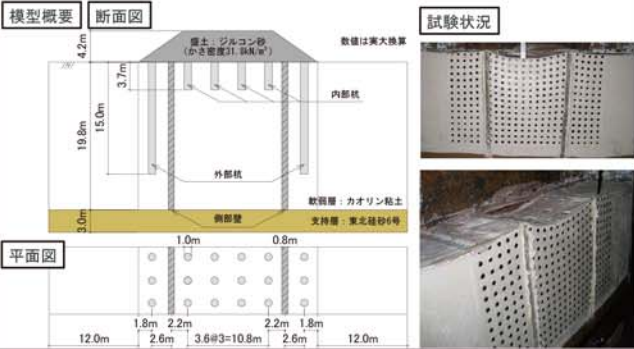 模型概要
断面図
4.2m
盛土：ジルコン砂
(かさ密度31.8kN/m³)
数値は実大換算
3.7m
内部杭
15.0m
19.8m
外部杭
軟弱層：カオリン粘土
側部壁
支持層：東北硅砂6号
3.0m
平面図
1.0m
0.8m
1.8m
2.2m
2.2m
1.8m
12.0m
2.6m
3.6@3=10.8m
2.6m
12.0m
試験状況